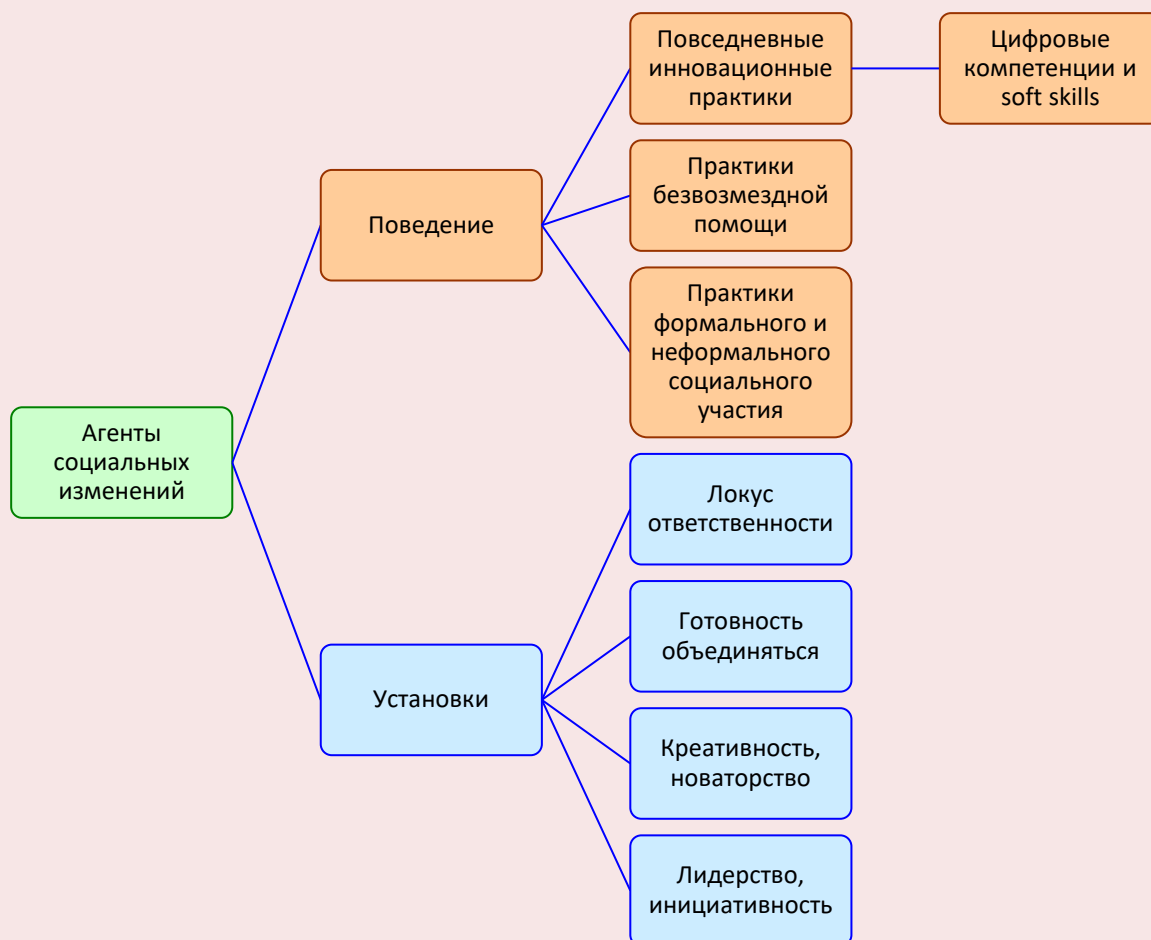 Повседневные
инновационные
практики
Цифровые
компетенции и
soft skills
Практики
безвозмездной
помощи
Поведение
Практики
формального и
неформального
социального
участия
Агенты
социальных
изменений
Локус
ответственности
Готовность
объединяться
Установки
Креативность,
новаторство
Лидерство,
инициативность